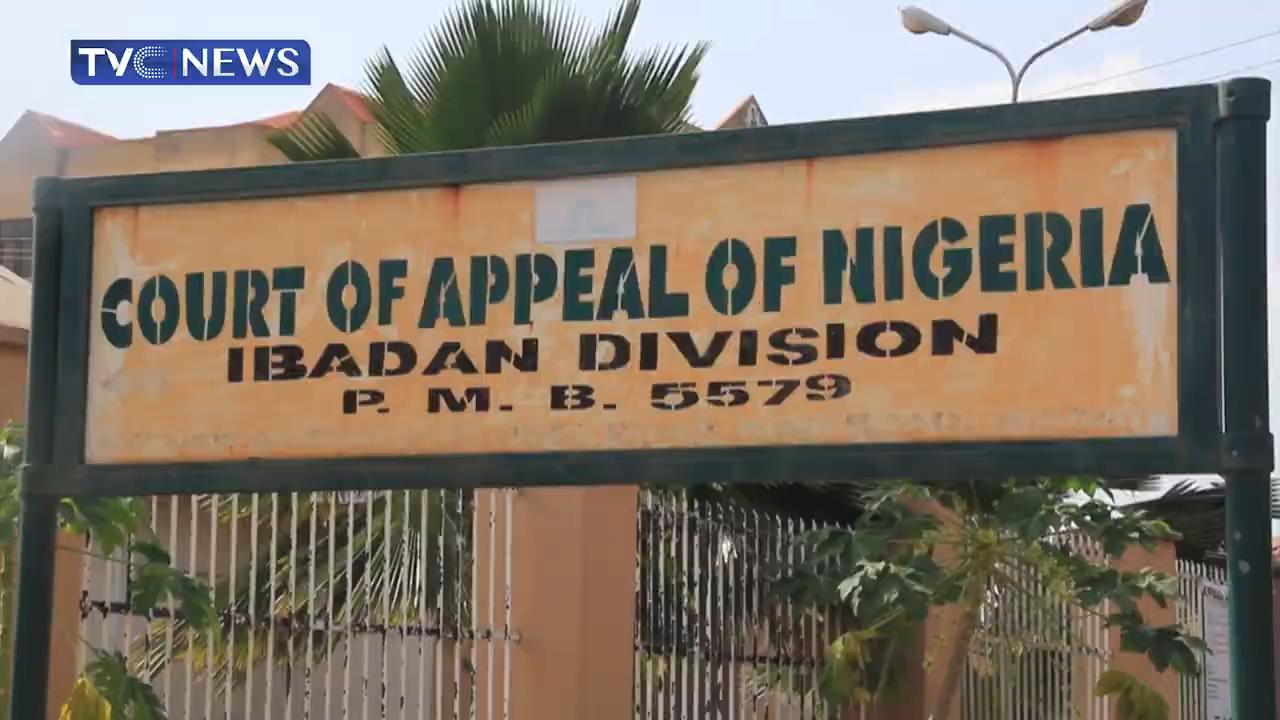 TVC NEWS
COURT OF APPEAL OF NIGERIA
IBADAN DIVISION
P. M. B. 5579